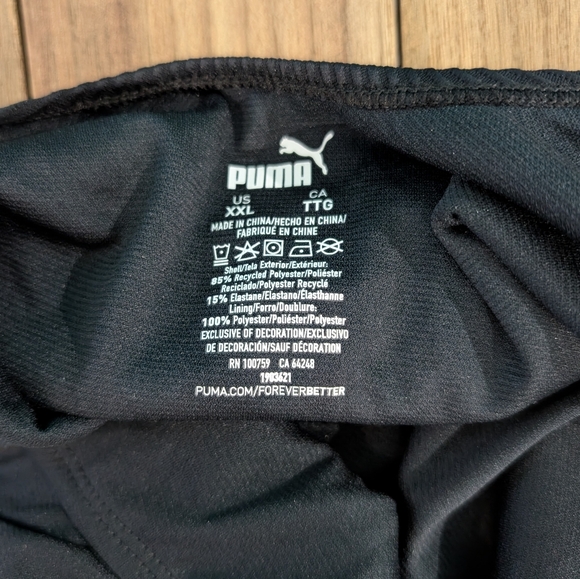 PUMA
US CA
XXL TTG
MADE IN CHINA/HECHO EN CHINA/
FABRIQUÉ EN CHINE
Shell/Tela Exterior/Extérieur:
85% Recycled Polyester/Poliéster
Reciclado/Polyester Recyclé
15% Elastane/Elastano/Élasthanne
Lining/Forro/Doublure:
100% Polyester/Poliéster/Polyester
EXCLUSIVE OF DECORATION/EXCLUSIVO
DE DECORACIÓN/SAUF DÉCORATION
RN 100759 CA 64248
1983621
PUMA.COM/FOREVERBETTER